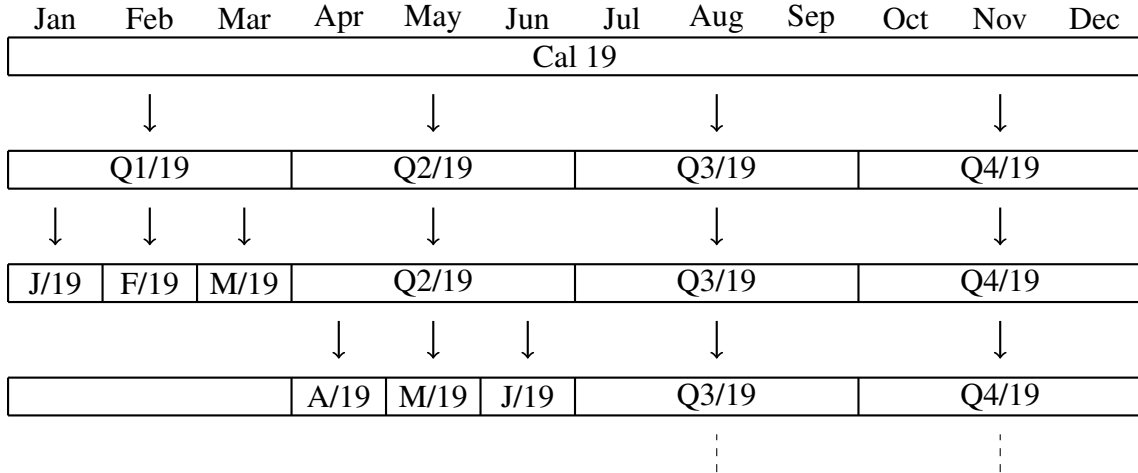 Jan Feb Mar Apr May Jun Jul Aug Sep Oct Nov Dec
Cal 19
Q1/19 Q2/19 Q3/19 Q4/19
J/19 F/19 M/19 Q2/19 Q3/19 Q4/19
A/19 M/19 J/19 Q3/19 Q4/19